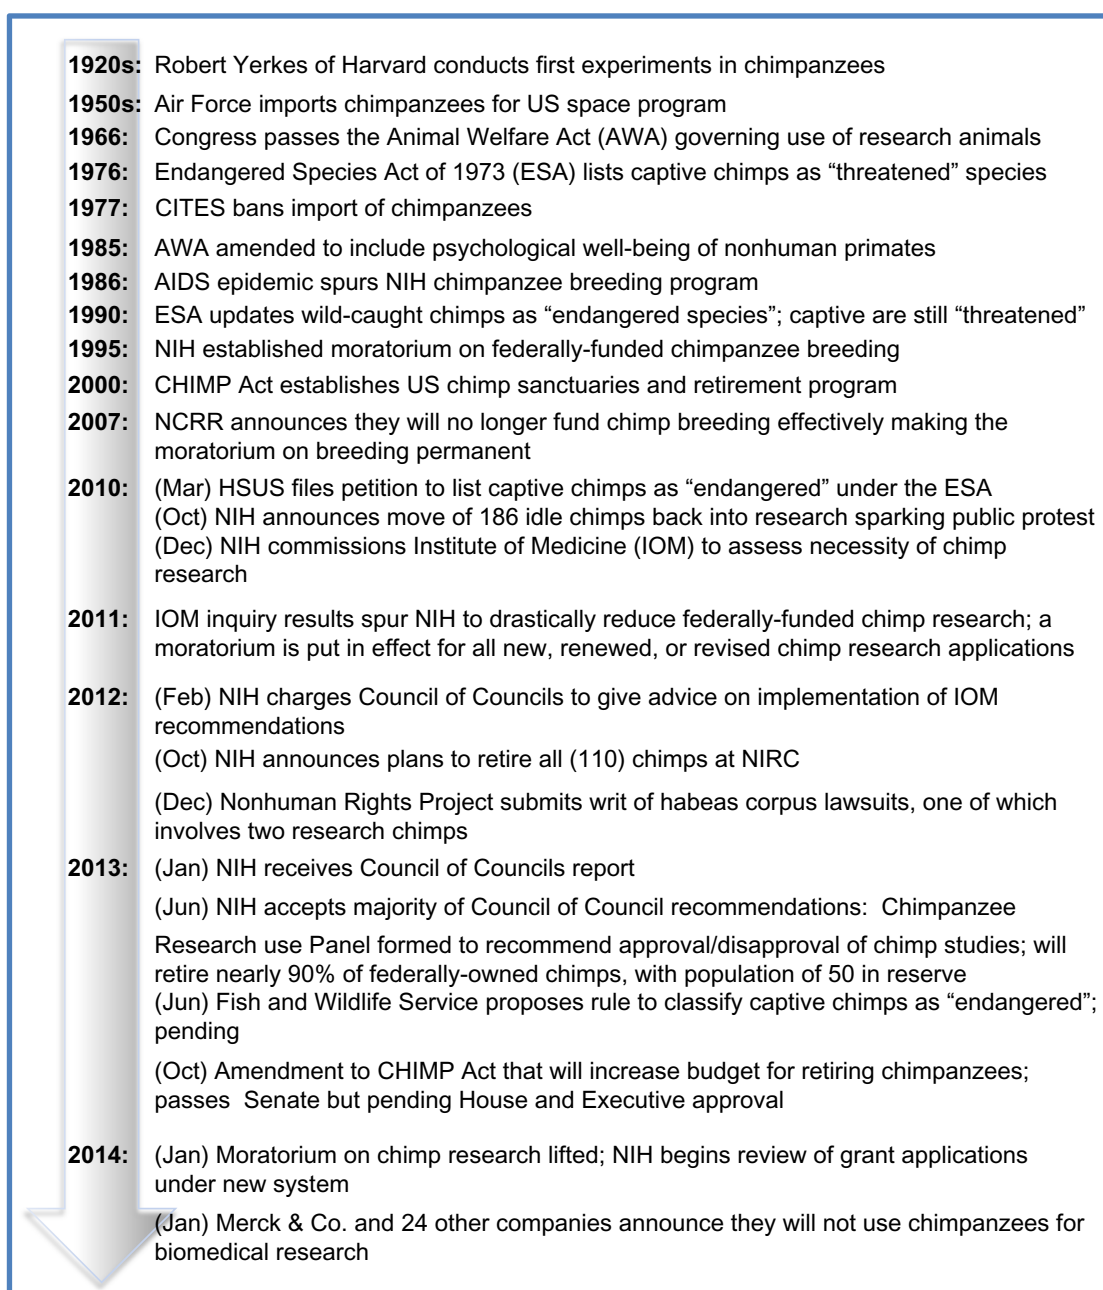 1920s: Robert Yerkes of Harvard conducts first experiments in chimpanzees
1950s: Air Force imports chimpanzees for US space program
1966: Congress passes the Animal Welfare Act (AWA) governing use of research animals
1976: Endangered Species Act of 1973 (ESA) lists captive chimps as “threatened” species
1977: CITES bans import of chimpanzees
1985: AWA amended to include psychological well-being of nonhuman primates
1986: AIDS epidemic spurs NIH chimpanzee breeding program
1990: ESA updates wild-caught chimps as “endangered species”; captive are still “threatened”
1995: NIH established moratorium on federally-funded chimpanzee breeding
2000: CHIMP Act establishes US chimp sanctuaries and retirement program
2007: NCRR announces they will no longer fund chimp breeding effectively making the
moratorium on breeding permanent
2010: (Mar) HSUS files petition to list captive chimps as “endangered” under the ESA
(Oct) NIH announces move of 186 idle chimps back into research sparking public protest
(Dec) NIH commissions Institute of Medicine (IOM) to assess necessity of chimp
research
2011: IOM inquiry results spur NIH to drastically reduce federally-funded chimp research; a
moratorium is put in effect for all new, renewed, or revised chimp research applications
2012: (Feb) NIH charges Council of Councils to give advice on implementation of IOM
recommendations
(Oct) NIH announces plans to retire all (110) chimps at NIRC
(Dec) Nonhuman Rights Project submits writ of habeas corpus lawsuits, one of which
involves two research chimps
2013: (Jan) NIH receives Council of Councils report
(Jun) NIH accepts majority of Council of Council recommendations: Chimpanzee
Research use Panel formed to recommend approval/disapproval of chimp studies; will
retire nearly 90% of federally-owned chimps, with population of 50 in reserve
(Jun) Fish and Wildlife Service proposes rule to classify captive chimps as “endangered”;
pending
(Oct) Amendment to CHIMP Act that will increase budget for retiring chimpanzees;
passes Senate but pending House and Executive approval
2014: (Jan) Moratorium on chimp research lifted; NIH begins review of grant applications
under new system
(Jan) Merck & Co. and 24 other companies announce they will not use chimpanzees for
biomedical research